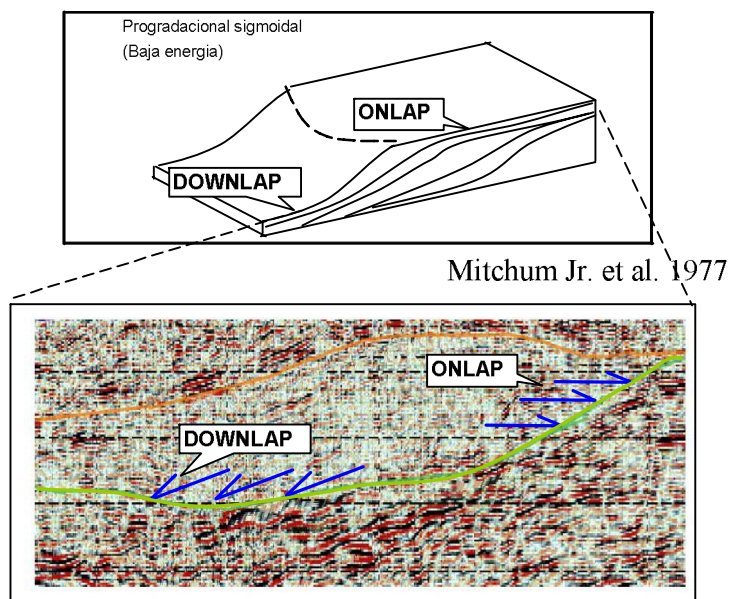 Progradacional sigmoidal
(Baja energia)
ONLAP
DOWNLAP
Mitchum Jr. et al. 1977
ONLAP
DOWNLAP